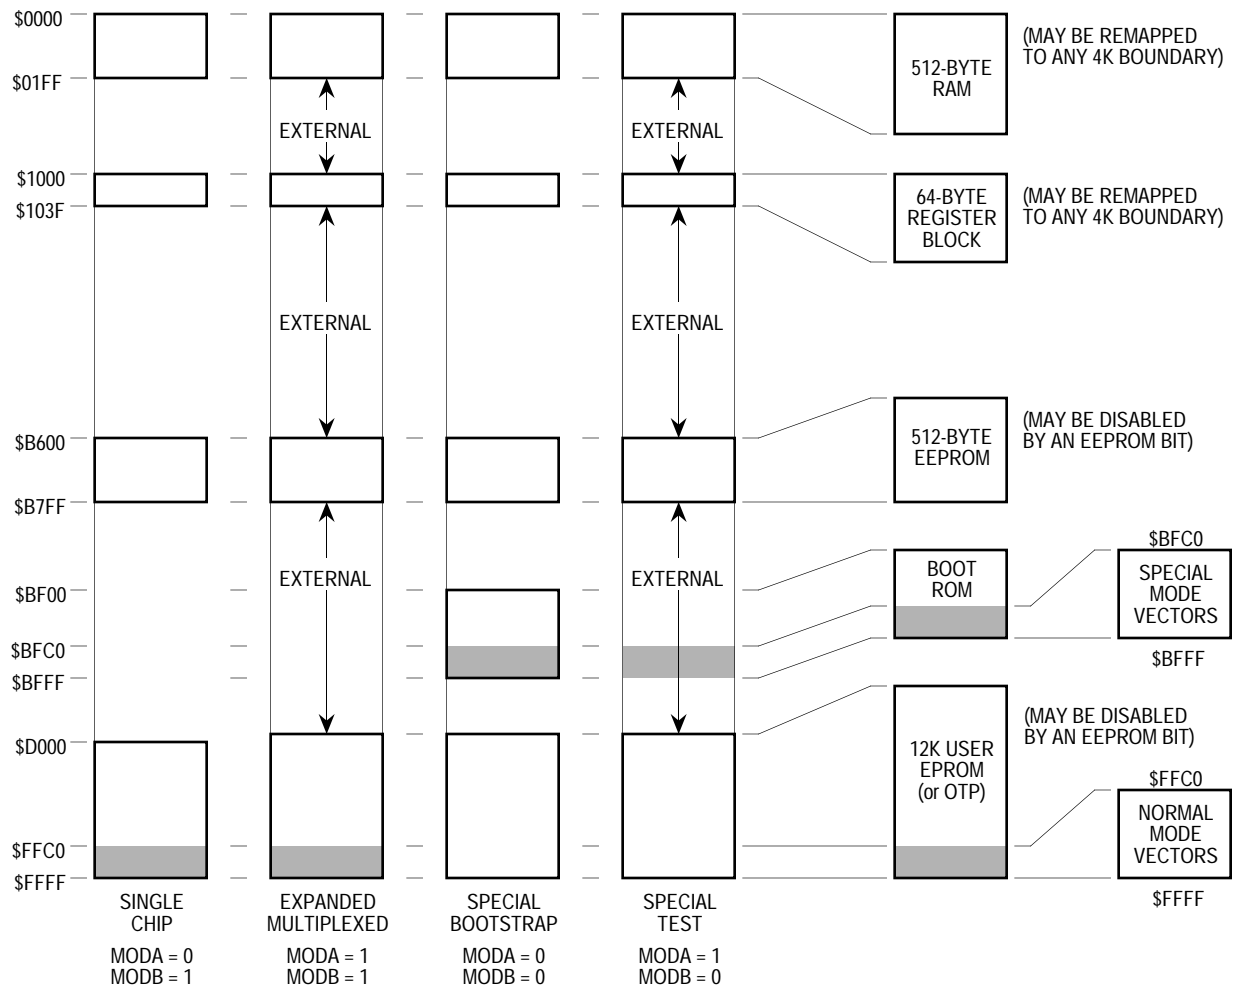 $0000
$01FF
$1000
$103F
$B600
$B7FF
$BF00
$BFC0
$BFFF
$D000
$FFC0
$FFFF
EXTERNAL
EXTERNAL
EXTERNAL
EXTERNAL
EXTERNAL
EXTERNAL
512-BYTE
RAM
(MAY BE REMAPPED
TO ANY 4K BOUNDARY)
64-BYTE
REGISTER
BLOCK
(MAY BE REMAPPED
TO ANY 4K BOUNDARY)
512-BYTE
EEPROM
(MAY BE DISABLED
BY AN EEPROM BIT)
BOOT
ROM
$BFC0
SPECIAL
MODE
VECTORS
$BFFF
12K USER
EPROM
(or OTP)
(MAY BE DISABLED
BY AN EEPROM BIT)
$FFC0
NORMAL
MODE
VECTORS
$FFFF
SINGLE
CHIP
MODA = 0
MODB = 1
EXPANDED
MULTIPLEXED
MODA = 1
MODB = 1
SPECIAL
BOOTSTRAP
MODA = 0
MODB = 0
SPECIAL
TEST
MODA = 1
MODB = 0